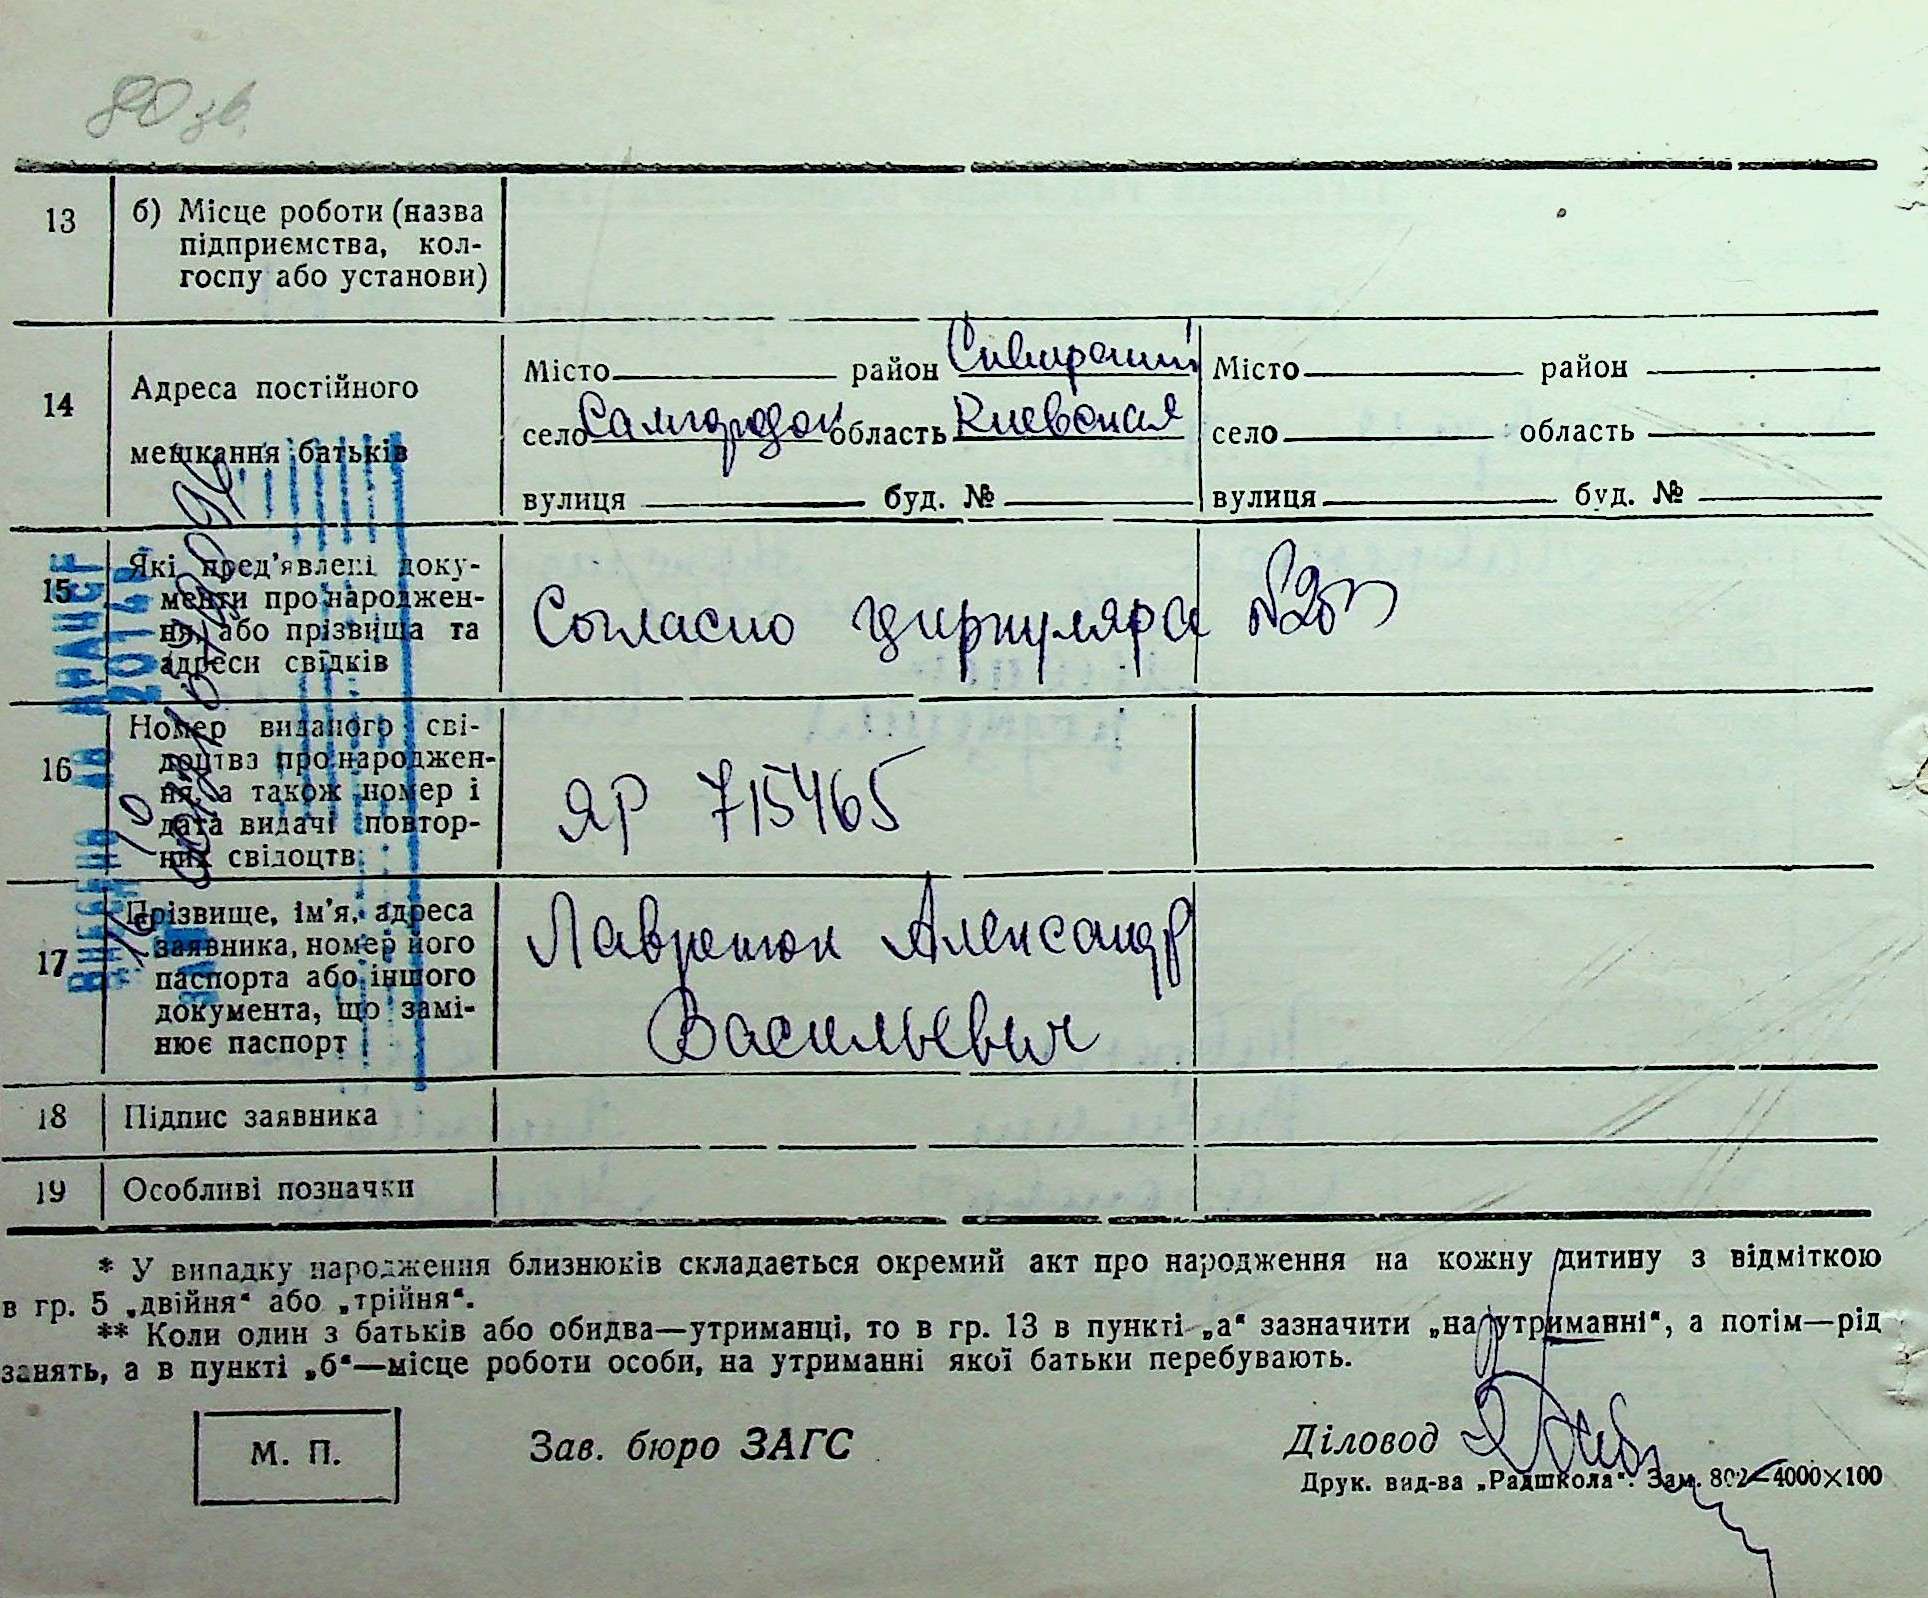 80 зв.
13 б) Місце роботи (назва
підприємства, кол-
госпу або установи)
14 Адреса постійного
мешкання батьків
Місто район Сквирский
село Самгородок область Киевская
вулиця буд. №
Місто район
село область
вулиця буд. №
15 Які пред'явлені доку-
менти про народжен-
ня, або прізвища та
адреси свідків
Согласно циркуляра
16 Номер виданого сві-
доцтва про народжен-
ня, а також номер і
дата видачі повтор-
них свідоцтв
ЯР 715465
17 Прізвище, ім'я, адреса
заявника, номер його
паспорта або іншого
документа, що замі-
нює паспорт
Лавренюк Александр
Васильевич
18 Підпис заявника
19 Особливі позначки
ВНЕСЕНО ДО ДРАЦСГ
2014
* У випадку народження близнюків складається окремий акт про народження на кожну дитину з відміткою
в гр. 5 „двійня“ або „трійня“.
** Коли один з батьків або обидва—утриманці, то в гр. 13 в пункті „а“ зазначити „на утриманні“, а потім—рід
занять, а в пункті „б“—місце роботи особи, на утриманні якої батьки перебувають.
М. П.
Зав. бюро ЗАГС
Діловод
Друк. вид-ва „Радшкола“. Зам. 802—4000×100